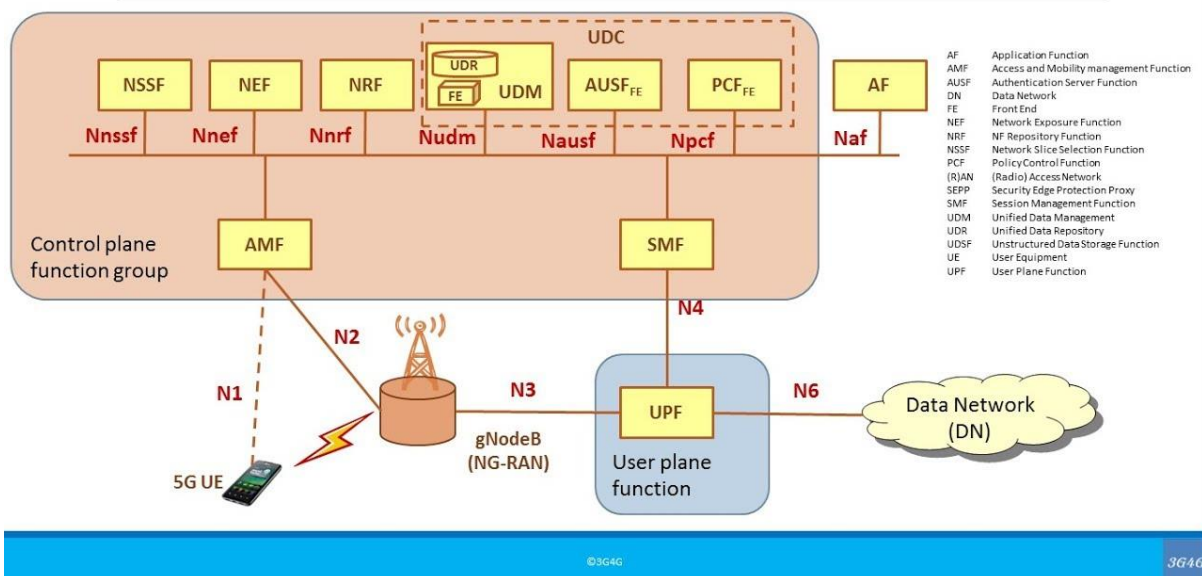 UDC
NSSF
NEF
NRF
UDR
FE
UDM
AUSFFE
PCFFE
AF
Nnssf
Nnef
Nnrf
Nudm
Nausf
Npcf
Naf
AMF
SMF
Control plane
function group
N1
N2
N4
N3
N6
UPF
gNodeB
(NG-RAN)
5G UE
User plane
function
Data Network
(DN)
AF Application Function
AMF Access and Mobility management Function
AUSF Authentication Server Function
DN Data Network
FE Front End
NEF Network Exposure Function
NRF NF Repository Function
NSSF Network Slice Selection Function
PCF Policy Control Function
(R)AN (Radio) Access Network
SEPP Security Edge Protection Proxy
SMF Session Management Function
UDM Unified Data Management
UDR Unified Data Repository
UDSF Unstructured Data Storage Function
UE User Equipment
UPF User Plane Function
©3G4G
3G4G